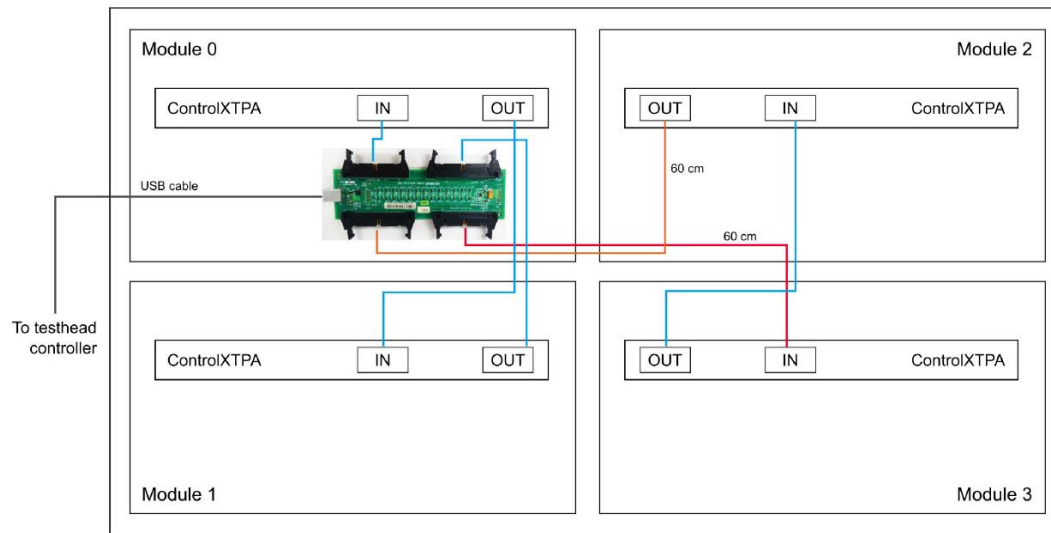 Module 0
Module 2
ControlXTPA
IN
OUT
OUT
IN
ControlXTPA
USB cable
60 cm
60 cm
To testhead
controller
ControlXTPA
IN
OUT
OUT
IN
ControlXTPA
Module 1
Module 3